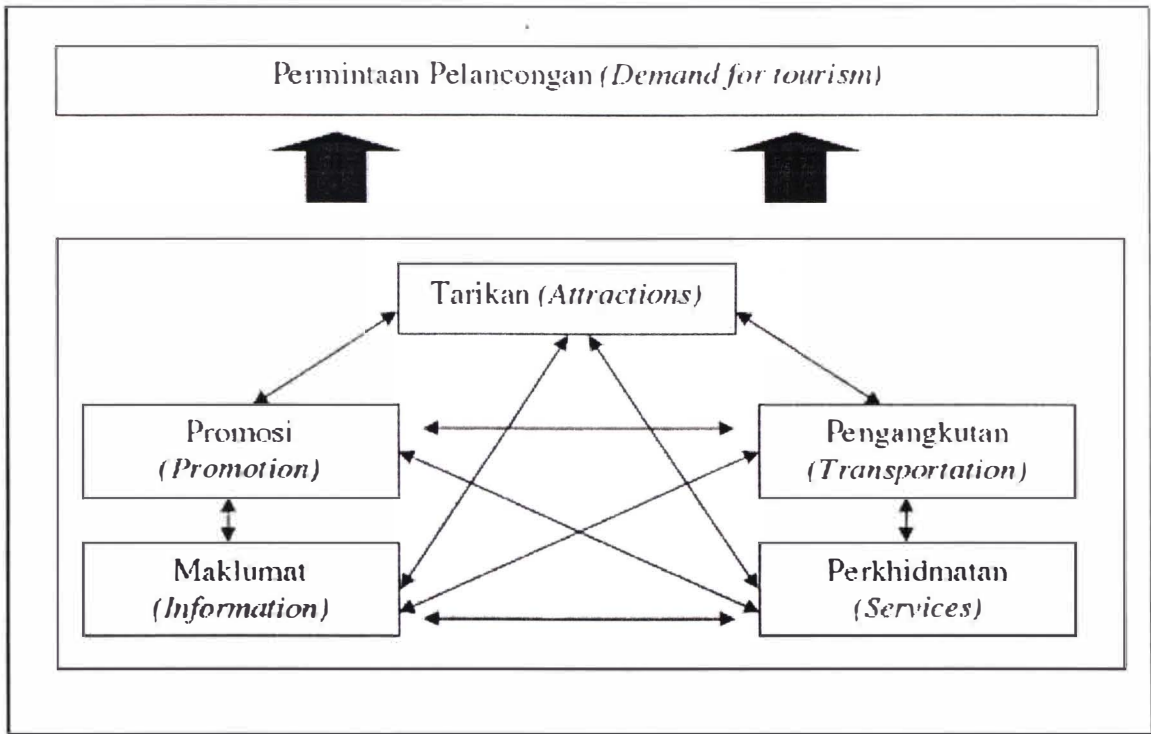 Permintaan Pelancongan (Demand for tourism)
Tarikan (Attractions)
Promosi
(Promotion)
Pengangkutan
(Transportation)
Maklumat
(Information)
Perkhidmatan
(Services)